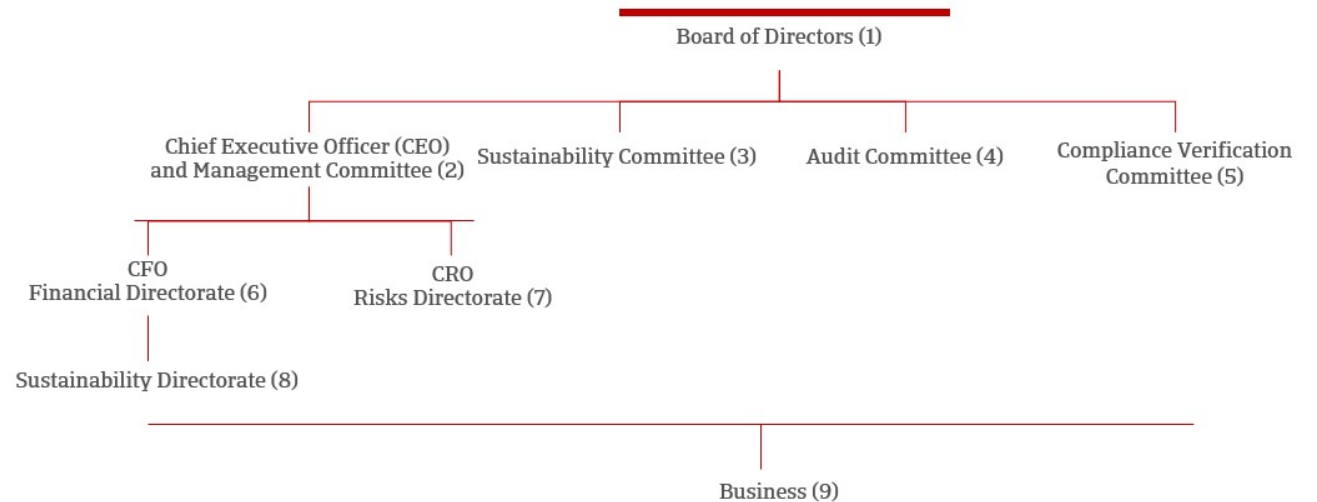 Board of Directors (1)
Chief Executive Officer (CEO)
and Management Committee (2)
Sustainability Committee (3)
Audit Committee (4)
Compliance Verification
Committee (5)
CFO
Financial Directorate (6)
CRO
Risks Directorate (7)
Sustainability Directorate (8)
Business (9)